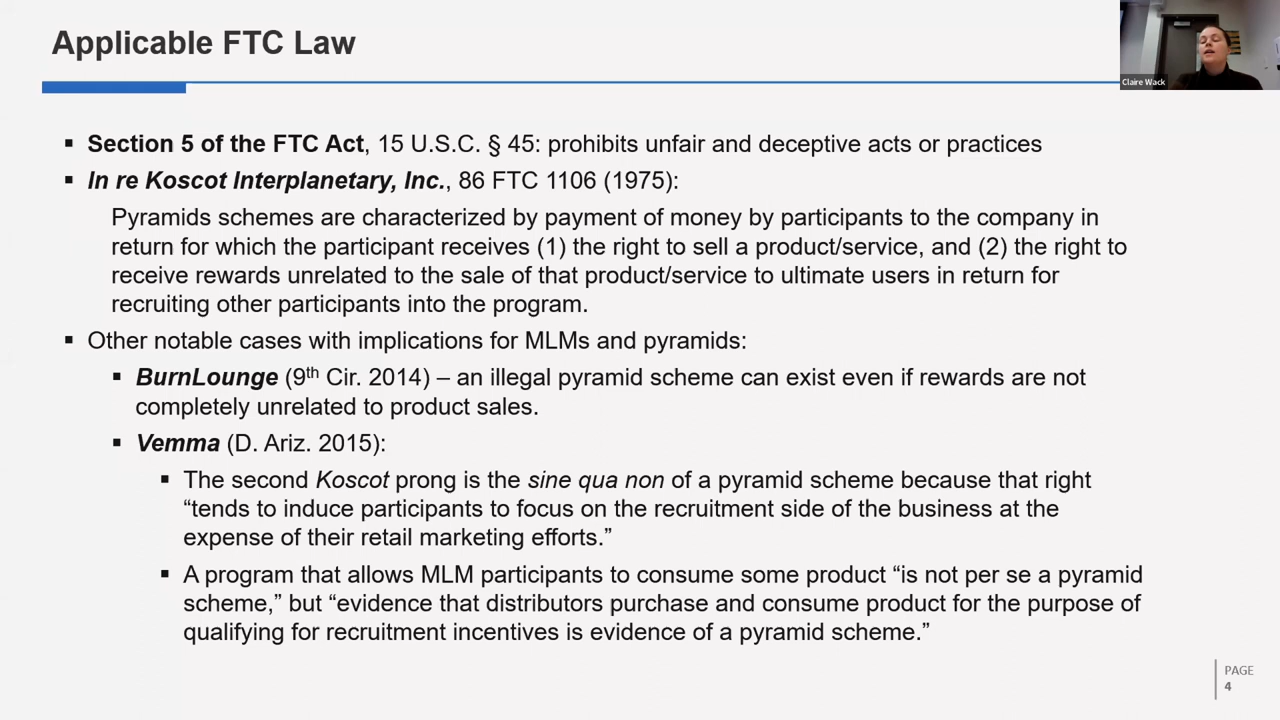 Applicable FTC Law
Claire Wack
▪ Section 5 of the FTC Act, 15 U.S.C. § 45: prohibits unfair and deceptive acts or practices
▪ In re Koscot Interplanetary, Inc., 86 FTC 1106 (1975):
Pyramids schemes are characterized by payment of money by participants to the company in
return for which the participant receives (1) the right to sell a product/service, and (2) the right to
receive rewards unrelated to the sale of that product/service to ultimate users in return for
recruiting other participants into the program.
▪ Other notable cases with implications for MLMs and pyramids:
▪ BurnLounge (9th Cir. 2014) – an illegal pyramid scheme can exist even if rewards are not
completely unrelated to product sales.
▪ Vemma (D. Ariz. 2015):
▪ The second Koscot prong is the sine qua non of a pyramid scheme because that right
“tends to induce participants to focus on the recruitment side of the business at the
expense of their retail marketing efforts.”
▪ A program that allows MLM participants to consume some product “is not per se a pyramid
scheme,” but “evidence that distributors purchase and consume product for the purpose of
qualifying for recruitment incentives is evidence of a pyramid scheme.”
PAGE
4